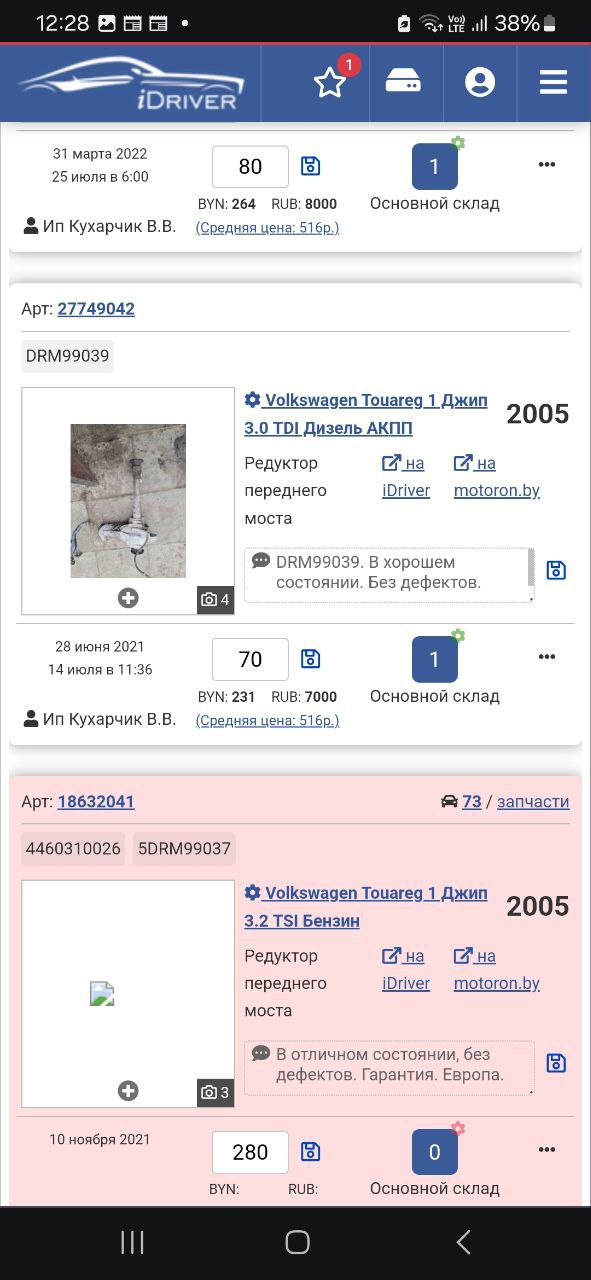 12:28
Vo))
LTE
38%
iDRIVER
1
31 марта 2022
25 июля в 6:00
80
1
BYN: 264 RUB: 8000
Основной склад
Ип Кухарчик В.В.
(Средняя цена: 516р.)
Арт: 27749042
DRM99039
Volkswagen Touareg 1 Джип
3.0 TDI Дизель АКПП
2005
Редуктор
переднего
моста
на
iDriver
на
motoron.by
DRM99039. В хорошем
состоянии. Без дефектов.
4
28 июня 2021
14 июля в 11:36
70
1
BYN: 231 RUB: 7000
Основной склад
Ип Кухарчик В.В.
(Средняя цена: 516р.)
Арт: 18632041
73 / запчасти
4460310026 5DRM99037
Volkswagen Touareg 1 Джип
3.2 TSI Бензин
2005
Редуктор
переднего
моста
на
iDriver
на
motoron.by
В отличном состоянии, без
дефектов. Гарантия. Европа.
3
10 ноября 2021
280
0
BYN: RUB:
Основной склад